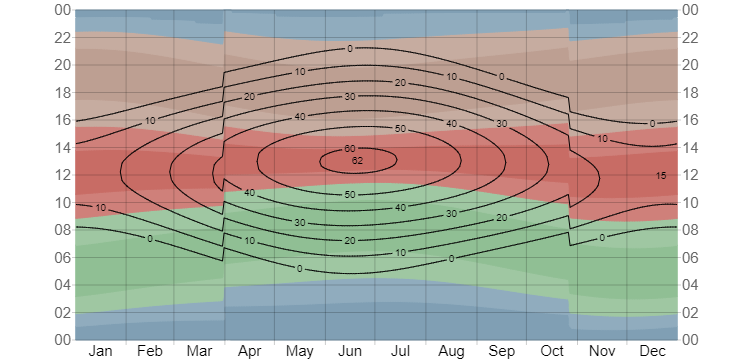 00 00
22 0 22
20 10 10 0 20
18 20 20 18
16 10 40 30 40 30 0 16
14 50 10 14
12 60 62 15 12
10 10 40 50 40 10
08 0 30 30 20 0 08
06 10 20 10 06
04 0 0 04
02 02
00 00
Jan Feb Mar Apr May Jun Jul Aug Sep Oct Nov Dec